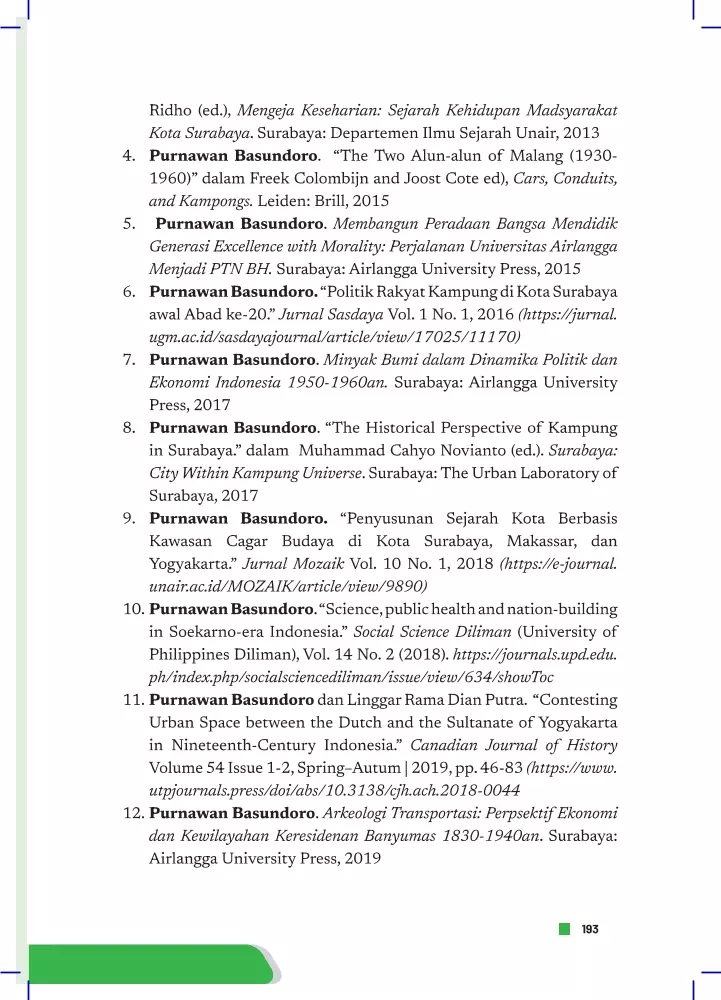 Ridho (ed.), Mengeja Keseharian: Sejarah Kehidupan Madsyarakat
Kota Surabaya. Surabaya: Departemen Ilmu Sejarah Unair, 2013
4. Purnawan Basundoro. “The Two Alun-alun of Malang (1930-
1960)” dalam Freek Colombijn and Joost Cote ed), Cars, Conduits,
and Kampongs. Leiden: Brill, 2015
5. Purnawan Basundoro. Membangun Peradaan Bangsa Mendidik
Generasi Excellence with Morality: Perjalanan Universitas Airlangga
Menjadi PTN BH. Surabaya: Airlangga University Press, 2015
6. Purnawan Basundoro. “Politik Rakyat Kampung di Kota Surabaya
awal Abad ke-20.” Jurnal Sasdaya Vol. 1 No. 1, 2016 (https://jurnal.
ugm.ac.id/sasdayajournal/article/view/17025/11170)
7. Purnawan Basundoro. Minyak Bumi dalam Dinamika Politik dan
Ekonomi Indonesia 1950-1960an. Surabaya: Airlangga University
Press, 2017
8. Purnawan Basundoro. “The Historical Perspective of Kampung
in Surabaya.” dalam Muhammad Cahyo Novianto (ed.). Surabaya:
City Within Kampung Universe. Surabaya: The Urban Laboratory of
Surabaya, 2017
9. Purnawan Basundoro. “Penyusunan Sejarah Kota Berbasis
Kawasan Cagar Budaya di Kota Surabaya, Makassar, dan
Yogyakarta.” Jurnal Mozaik Vol. 10 No. 1, 2018 (https://e-journal.
unair.ac.id/MOZAIK/article/view/9890)
10. Purnawan Basundoro. “Science, public health and nation-building
in Soekarno-era Indonesia.” Social Science Diliman (University of
Philippines Diliman), Vol. 14 No. 2 (2018). https://journals.upd.edu.
ph/index.php/socialsciencediliman/issue/view/634/showToc
11. Purnawan Basundoro dan Linggar Rama Dian Putra. “Contesting
Urban Space between the Dutch and the Sultanate of Yogyakarta
in Nineteenth-Century Indonesia.” Canadian Journal of History
Volume 54 Issue 1-2, Spring–Autum | 2019, pp. 46-83 (https://www.
utpjournals.press/doi/abs/10.3138/cjh.ach.2018-0044
12. Purnawan Basundoro. Arkeologi Transportasi: Perpsektif Ekonomi
dan Kewilayahan Keresidenan Banyumas 1830-1940an. Surabaya:
Airlangga University Press, 2019
193